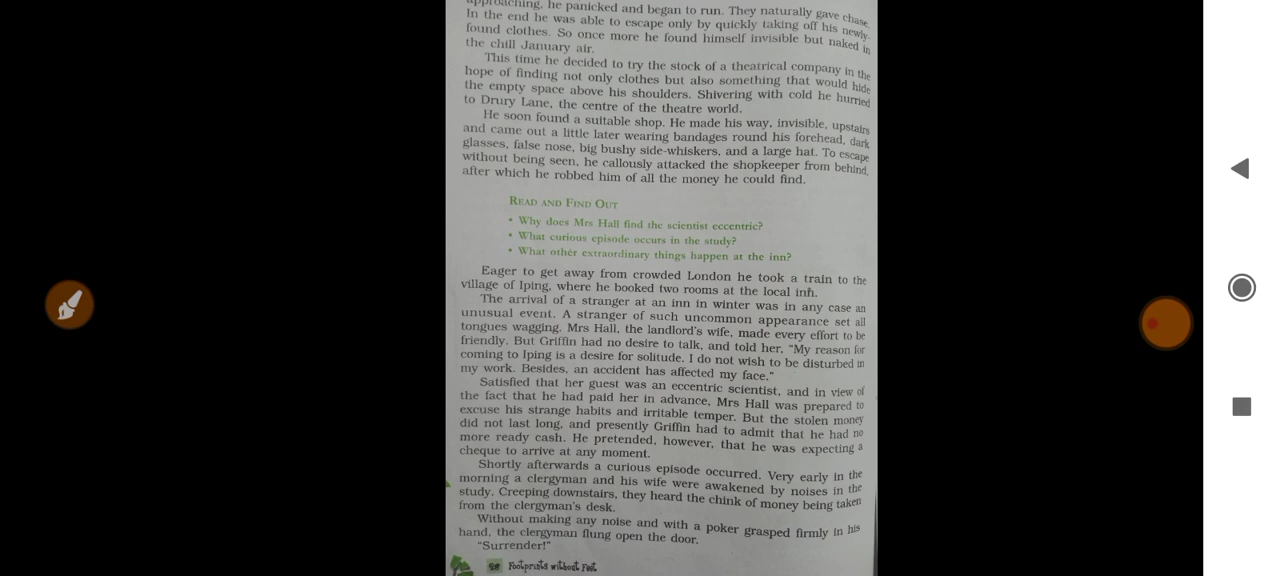 approaching, he panicked and began to run. They naturally gave chase.
In the end he was able to escape only by quickly taking off his newly-
found clothes. So once more he found himself invisible but naked in
the chill January air.
This time he decided to try the stock of a theatrical company in the
hope of finding not only clothes but also something that would hide
the empty space above his shoulders. Shivering with cold he hurried
to Drury Lane, the centre of the theatre world.
He soon found a suitable shop. He made his way, invisible, upstairs
and came out a little later wearing bandages round his forehead, dark
glasses, false nose, big bushy side-whiskers, and a large hat. To escape
without being seen, he callously attacked the shopkeeper from behind,
after which he robbed him of all the money he could find.
READ AND FIND OUT
• Why does Mrs Hall find the scientist eccentric?
• What curious episode occurs in the study?
• What other extraordinary things happen at the inn?
Eager to get away from crowded London he took a train to the
village of Iping, where he booked two rooms at the local inn.
The arrival of a stranger at an inn in winter was in any case an
unusual event. A stranger of such uncommon appearance set all
tongues wagging. Mrs Hall, the landlord's wife, made every effort to be
friendly. But Griffin had no desire to talk, and told her, “My reason for
coming to Iping is a desire for solitude. I do not wish to be disturbed in
my work. Besides, an accident has affected my face.”
Satisfied that her guest was an eccentric scientist, and in view of
the fact that he had paid her in advance, Mrs Hall was prepared to
excuse his strange habits and irritable temper. But the stolen money
did not last long, and presently Griffin had to admit that he had no
more ready cash. He pretended, however, that he was expecting a
cheque to arrive at any moment.
Shortly afterwards a curious episode occurred. Very early in the
morning a clergyman and his wife were awakened by noises in the
study. Creeping downstairs, they heard the chink of money being taken
from the clergyman's desk.
Without making any noise and with a poker grasped firmly in his
hand, the clergyman flung open the door.
“Surrender!”
28 Footprints without Feet